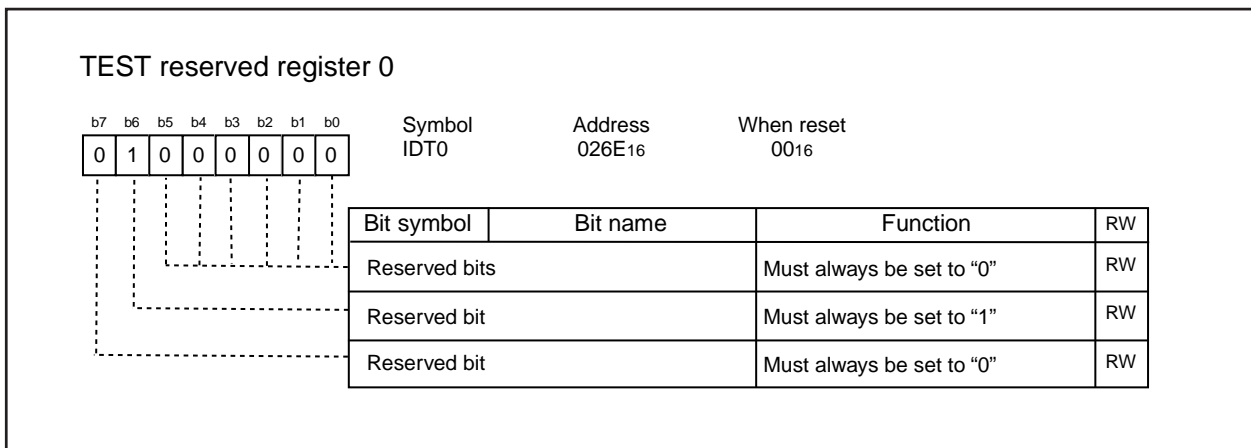 TEST reserved register 0
b7 b6 b5 b4 b3 b2 b1 b0 Symbol Address When reset
0 1 0 0 0 0 0 0 IDT0 026E16 0016
Bit symbol Bit name Function RW
Reserved bits Must always be set to “0” RW
Reserved bit Must always be set to “1” RW
Reserved bit Must always be set to “0” RW